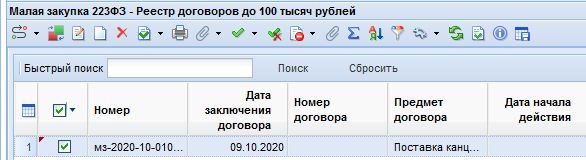 Малая закупка 223ФЗ - Реестр договоров до 100 тысяч рублей
Быстрый поиск Поиск Сбросить
Номер Дата заключения договора Номер договора Предмет договора Дата начала действия
1 мз-2020-10-010... 09.10.2020 Поставка канц...